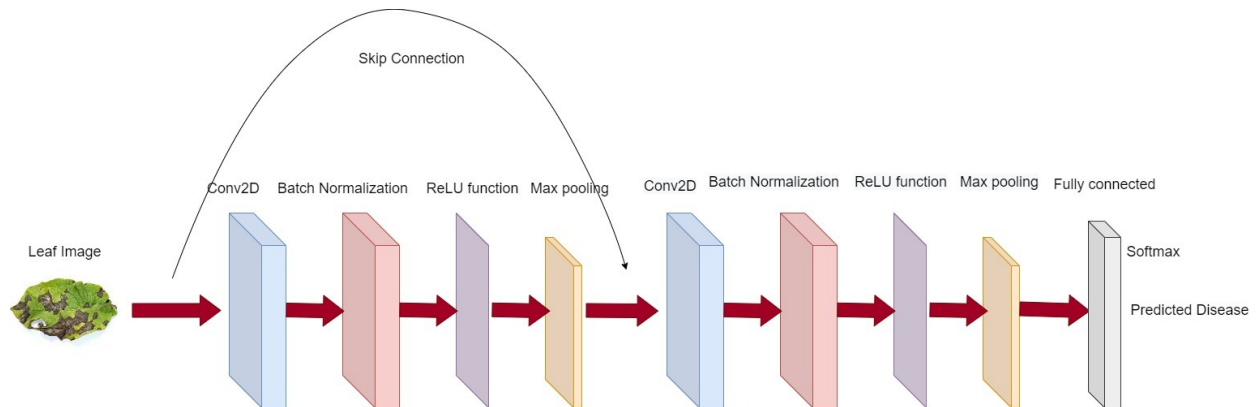 Skip Connection
Conv2D
Batch Normalization
ReLU function
Max pooling
Conv2D
Batch Normalization
ReLU function
Max pooling
Fully connected
Leaf Image
Softmax
Predicted Disease